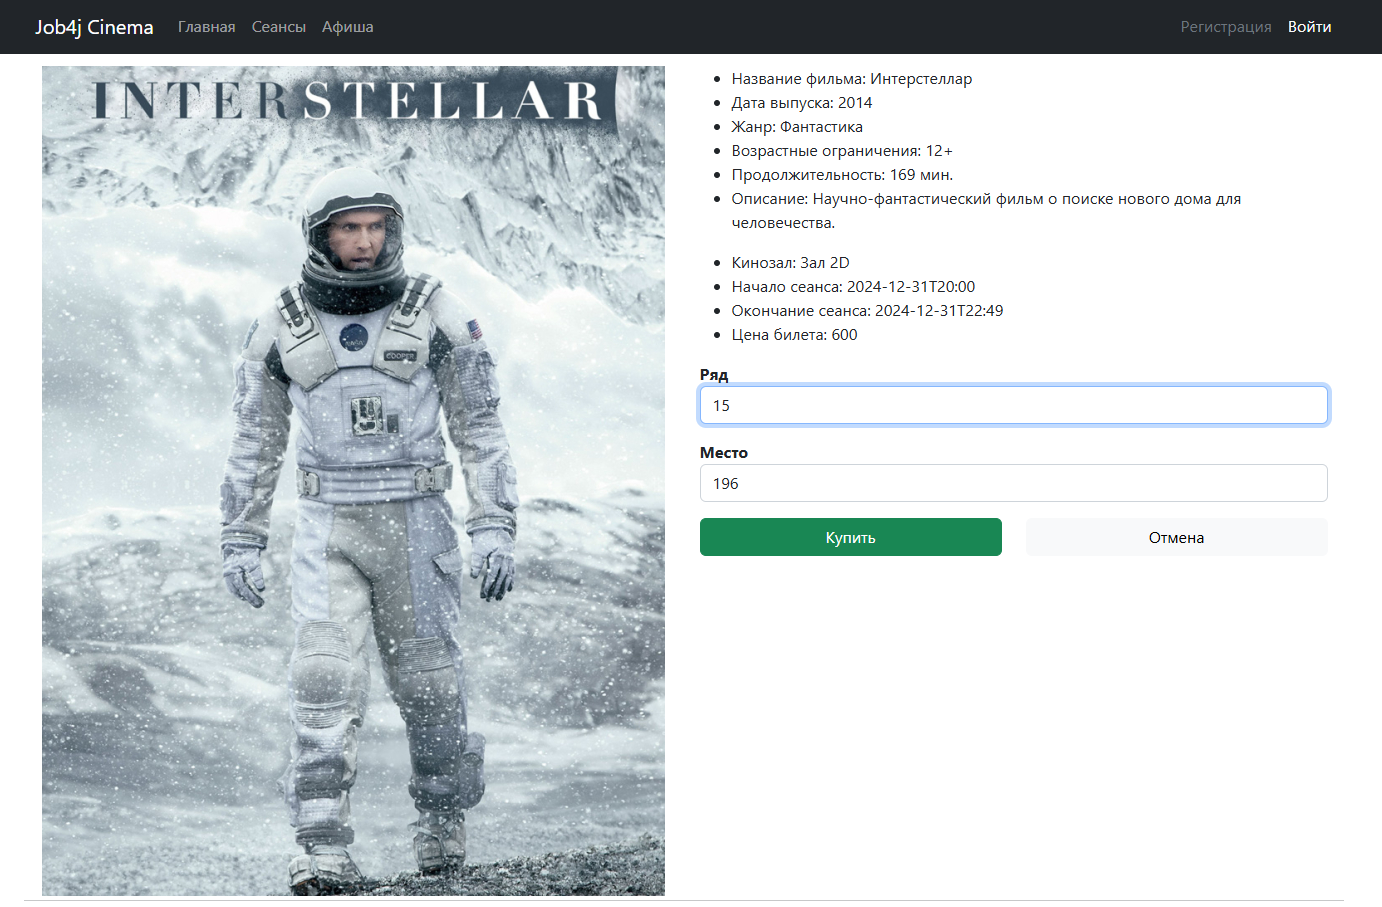 Job4j Cinema Главная Сеансы Афиша Регистрация Войти
INTERSTELLAR
COOPER
Название фильма: Интерстеллар
Дата выпуска: 2014
Жанр: Фантастика
Возрастные ограничения: 12+
Продолжительность: 169 мин.
Описание: Научно-фантастический фильм о поиске нового дома для
человечества.
Кинозал: Зал 2D
Начало сеанса: 2024-12-31T20:00
Окончание сеанса: 2024-12-31T22:49
Цена билета: 600
Ряд
15
Место
196
Купить Отмена